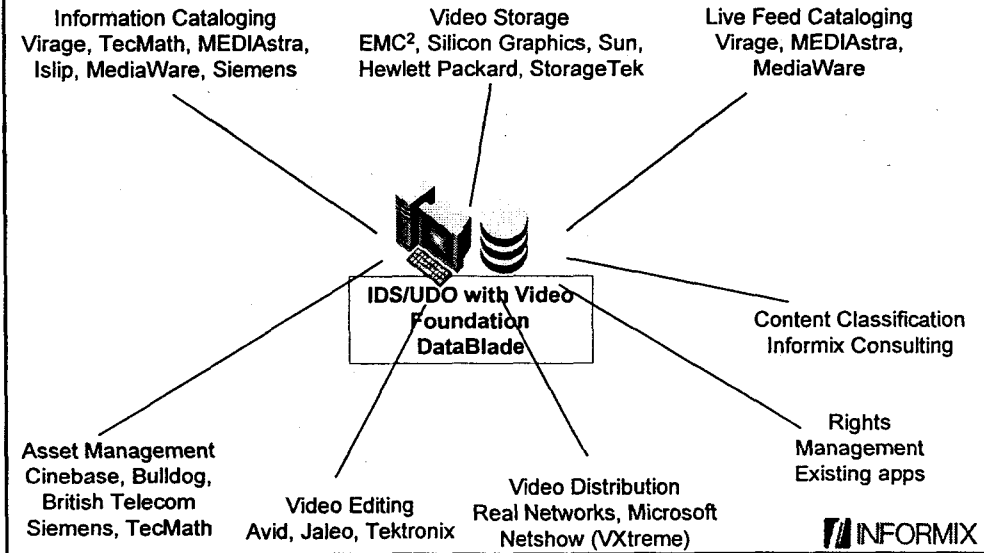 Information Cataloging
Virage, TecMath, MEDIAstra,
Islip, MediaWare, Siemens
Video Storage
EMC², Silicon Graphics, Sun,
Hewlett Packard, StorageTek
Live Feed Cataloging
Virage, MEDIAstra,
MediaWare
IDS/UDO with Video
Foundation
DataBlade
Content Classification
Informix Consulting
Rights
Management
Existing apps
Asset Management
Cinebase, Bulldog,
British Telecom
Siemens, TecMath
Video Editing
Avid, Jaleo, Tektronix
Video Distribution
Real Networks, Microsoft
Netshow (VXtreme)
INFORMIX